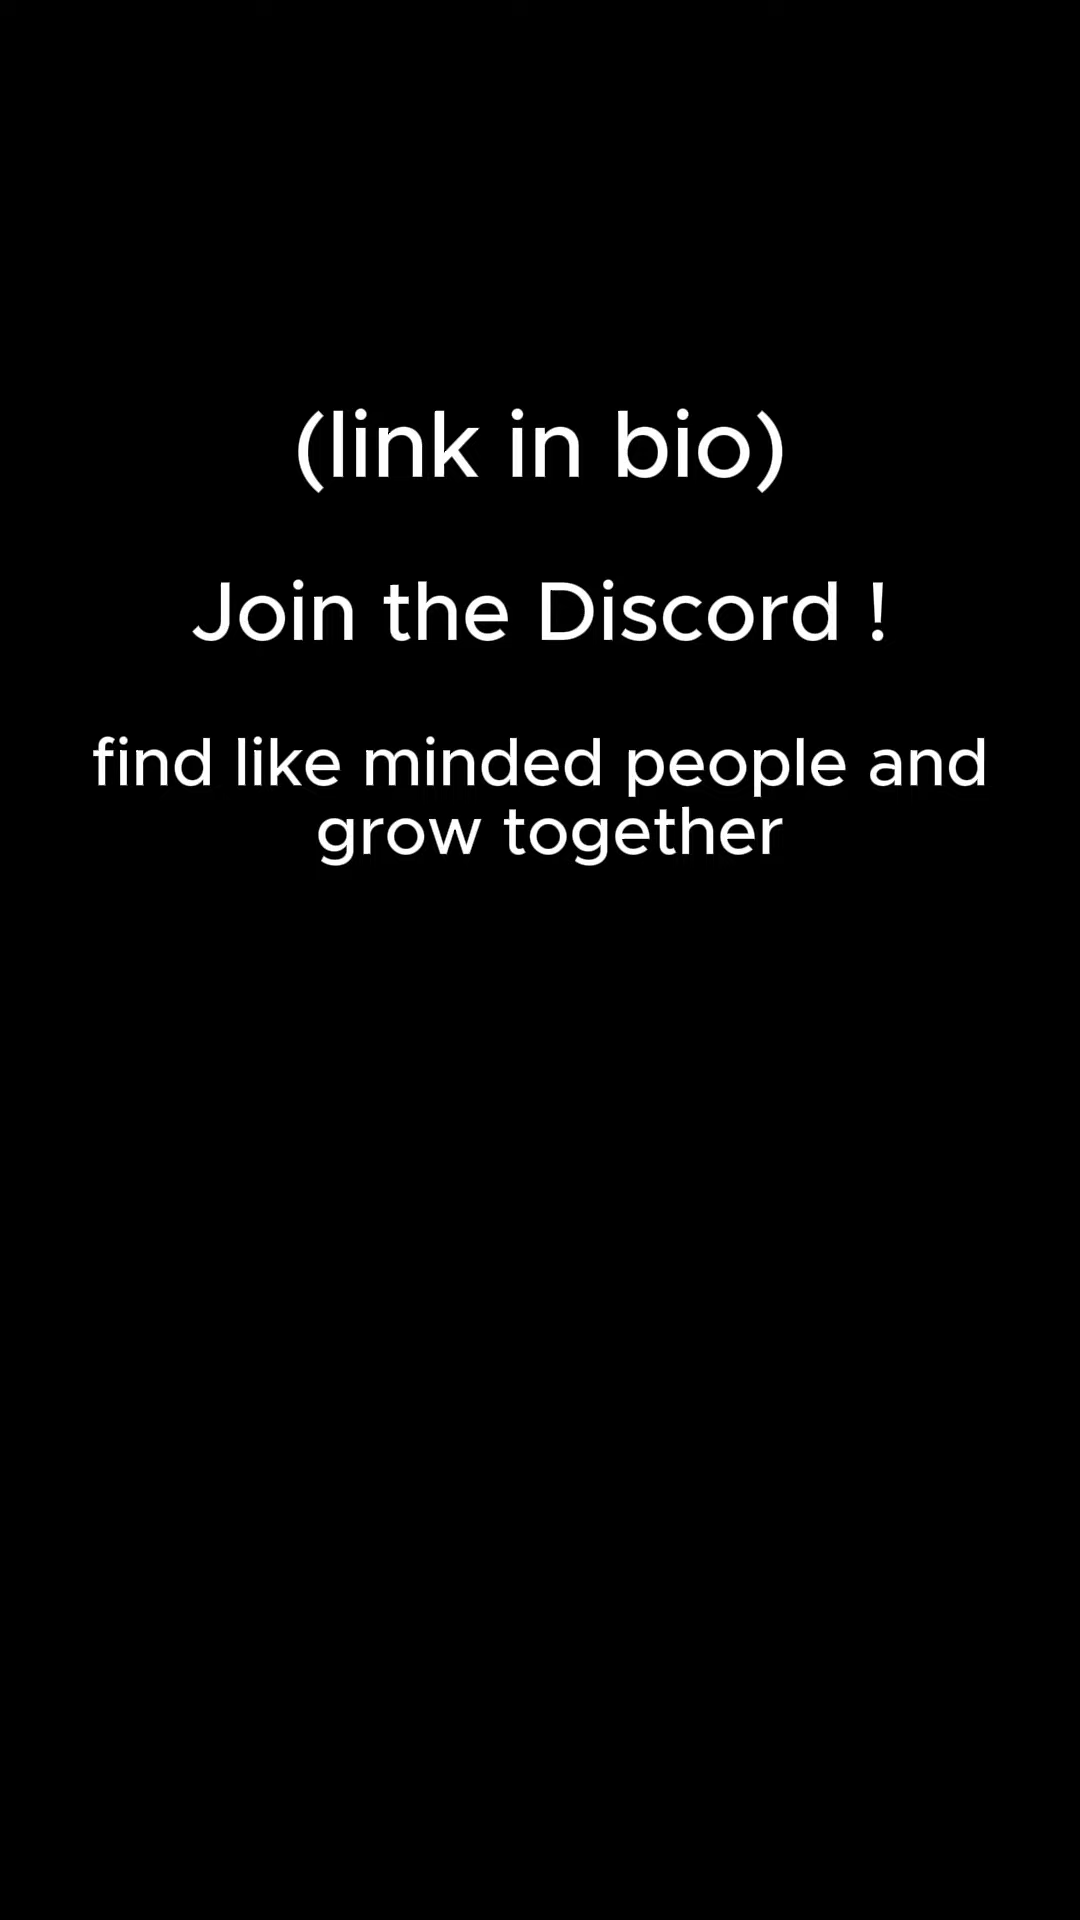 (link in bio)
Join the Discord !
find like minded people and
grow together